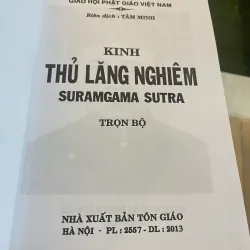 GIÁO HỘI PHẬT GIÁO VIỆT NAM
Biên dịch : TÂM MINH
KINH
THỦ LĂNG NGHIÊM
SURAMGAMA SUTRA
TRỌN BỘ
NHÀ XUẤT BẢN TÔN GIÁO
HÀ NỘI - PL : 2557 - DL : 2013